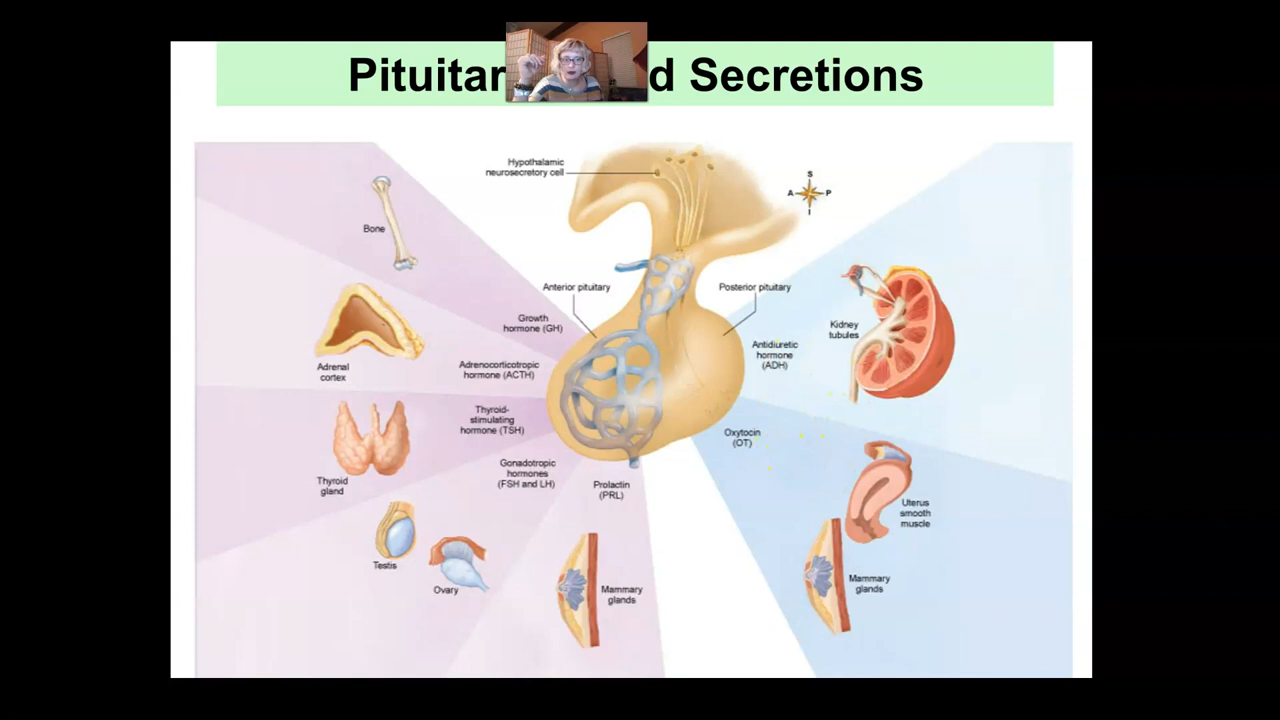 Pituitar d Secretions
Hypothalamic
neurosecretory cell
S
A P
I
Bone
Anterior pituitary
Posterior pituitary
Growth
hormone (GH)
Kidney
tubules
Antidiuretic
hormone
(ADH)
Adrenal
cortex
Adrenocorticotropic
hormone (ACTH)
Thyroid-
stimulating
hormone (TSH)
Oxytocin
(OT)
Thyroid
gland
Gonadotropic
hormones
(FSH and LH)
Prolactin
(PRL)
Uterus
smooth
muscle
Testis
Ovary
Mammary
glands
Mammary
glands